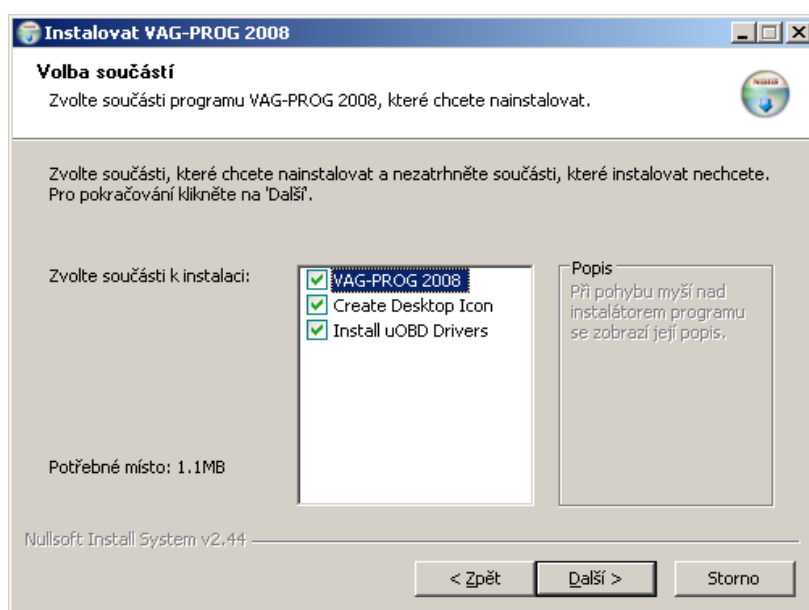 Instalovat VAG-PROG 2008
Volba součástí
Zvolte součásti programu VAG-PROG 2008, které chcete nainstalovat.
Zvolte součásti, které chcete nainstalovat a nezatrhněte součásti, které instalovat nechcete.
Pro pokračování klikněte na 'Další'.
Zvolte součásti k instalaci:
VAG-PROG 2008
Create Desktop Icon
Install uOBD Drivers
Popis
Při pohybu myší nad
instalátorem programu
se zobrazí její popis.
Potřebné místo: 1.1MB
Nullsoft Install System v2.44
< Zpět
Další >
Storno